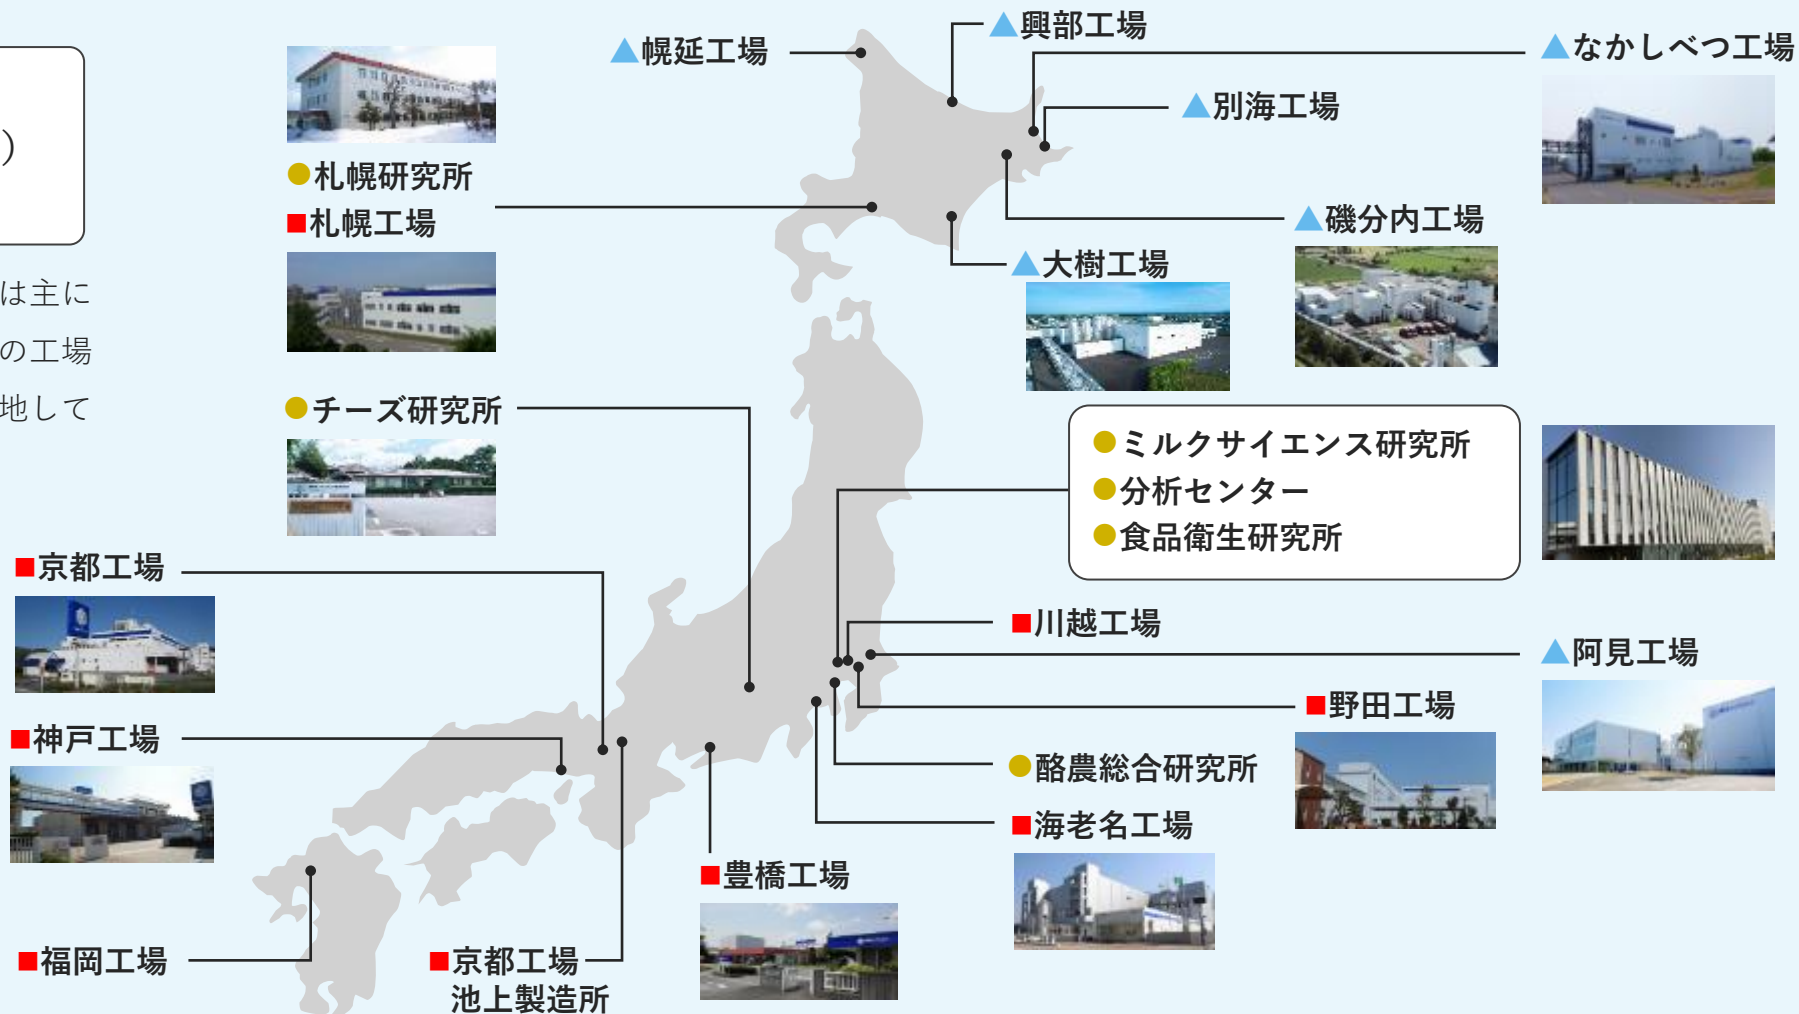 ）
は主に
の工場
地して
▲幌延工場
▲興部工場
▲なかしべつ工場
▲別海工場
●札幌研究所
■札幌工場
▲磯分内工場
▲大樹工場
●チーズ研究所
●ミルクサイエンス研究所
●分析センター
●食品衛生研究所
■京都工場
■川越工場
▲阿見工場
■野田工場
■神戸工場
●酪農総合研究所
■海老名工場
■豊橋工場
■福岡工場
■京都工場
池上製造所